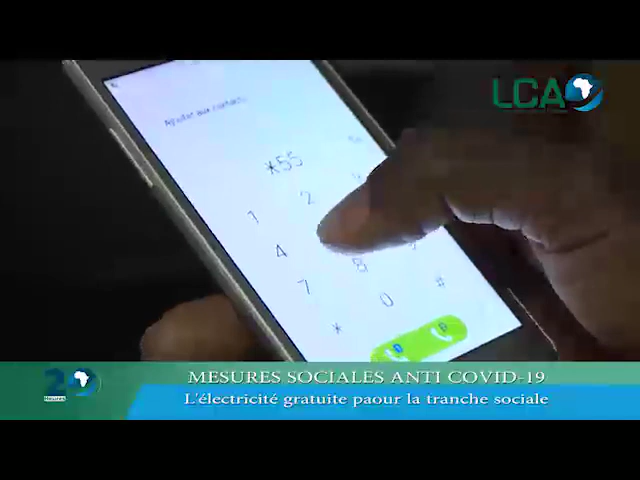 LCA
Ajouter aux contacts
*55
1 2
4
7 8
* 0 #
20
Heures
MESURES SOCIALES ANTI COVID-19
L'électricité gratuite paour la tranche sociale